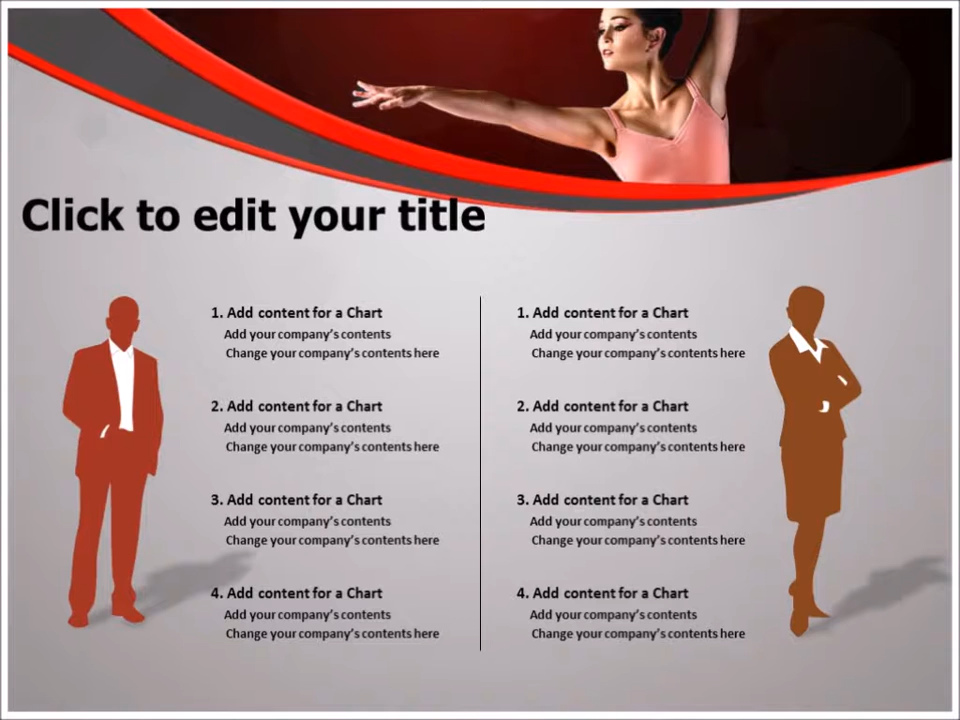 Click to edit your title
1. Add content for a Chart
Add your company's contents
Change your company's contents here
2. Add content for a Chart
Add your company's contents
Change your company's contents here
3. Add content for a Chart
Add your company's contents
Change your company's contents here
4. Add content for a Chart
Add your company's contents
Change your company's contents here
1. Add content for a Chart
Add your company's contents
Change your company's contents here
2. Add content for a Chart
Add your company's contents
Change your company's contents here
3. Add content for a Chart
Add your company's contents
Change your company's contents here
4. Add content for a Chart
Add your company's contents
Change your company's contents here